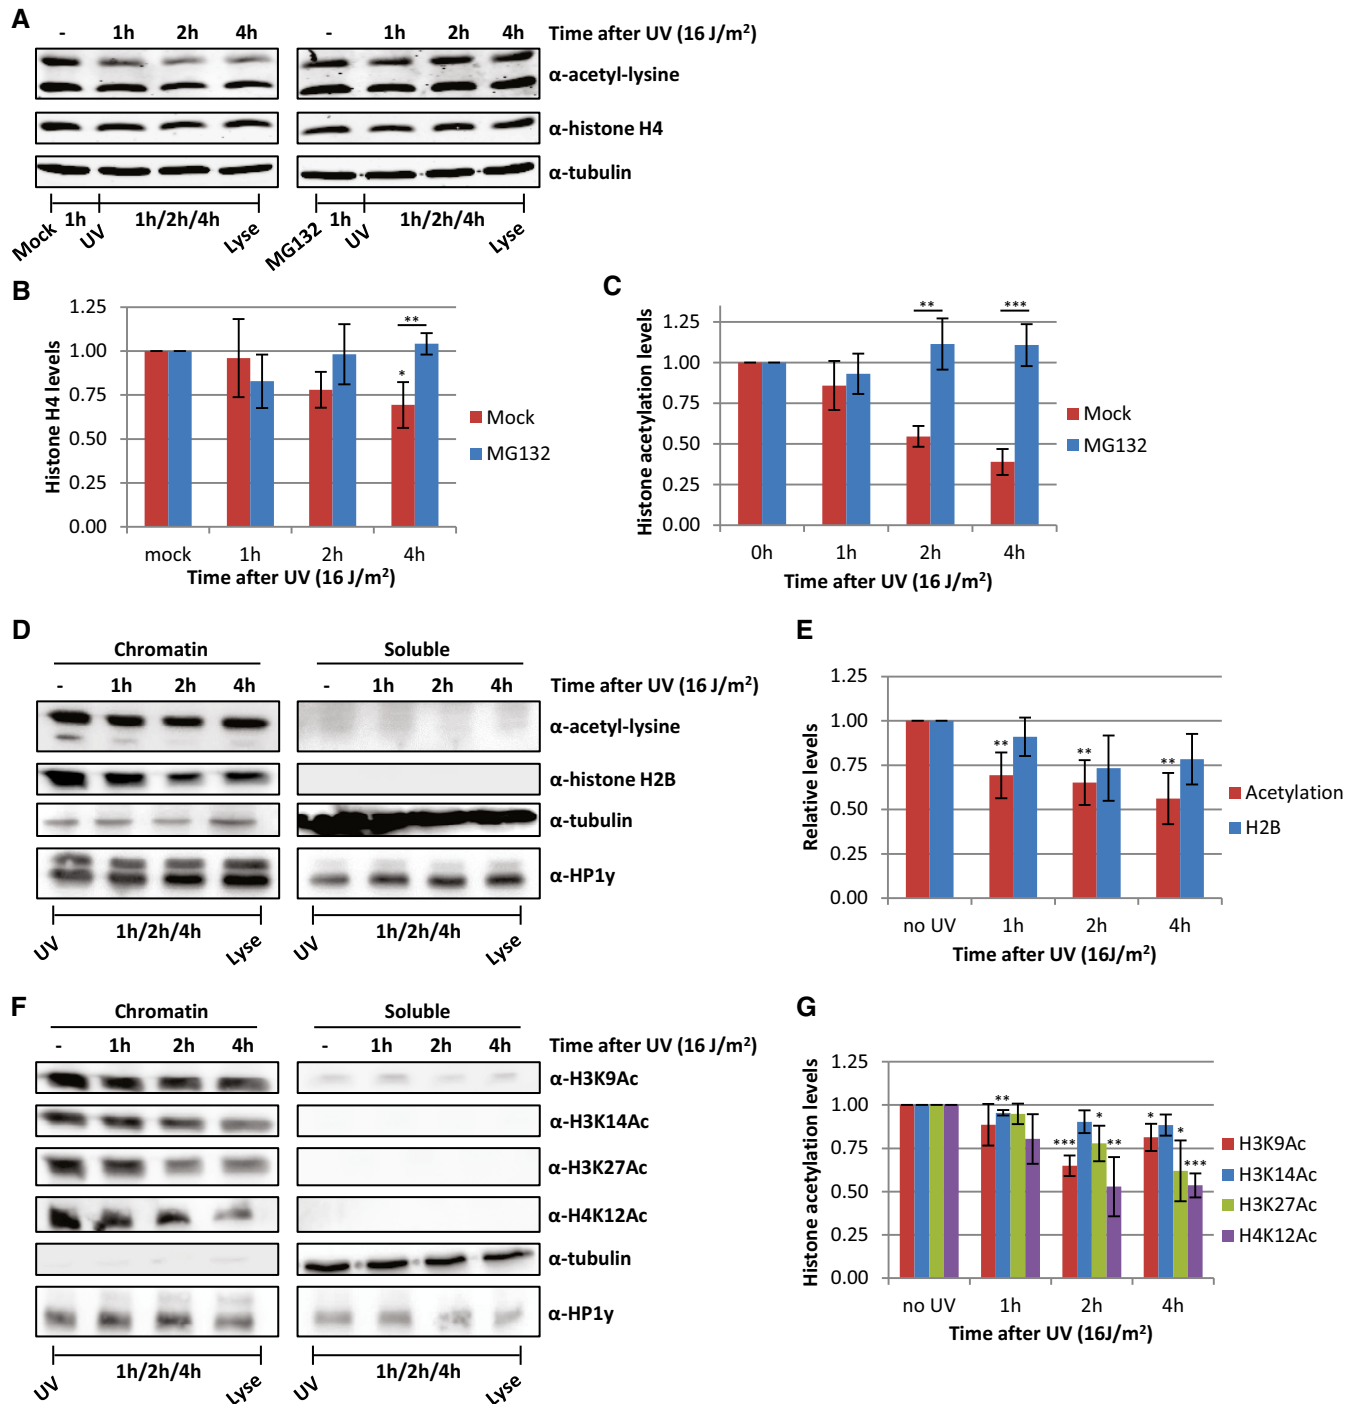 A
- 1h 2h 4h - 1h 2h 4h Time after UV (16 J/m²)
α-acetyl-lysine
α-histone H4
α-tubulin
Mock 1h UV 1h/2h/4h Lyse MG132 1h UV 1h/2h/4h Lyse
B
Histone H4 levels
1.25
1.00
0.75
0.50
0.25
0.00
* **
mock 1h 2h 4h
Time after UV (16 J/m²)
Mock
MG132
C
Histone acetylation levels
1.25
1.00
0.75
0.50
0.25
0.00
** ***
0h 1h 2h 4h
Time after UV (16 J/m²)
Mock
MG132
D
Chromatin Soluble
- 1h 2h 4h - 1h 2h 4h Time after UV (16 J/m²)
α-acetyl-lysine
α-histone H2B
α-tubulin
α-HP1y
UV 1h/2h/4h Lyse UV 1h/2h/4h Lyse
E
Relative levels
1.25
1.00
0.75
0.50
0.25
0.00
** ** **
no UV 1h 2h 4h
Time after UV (16J/m²)
Acetylation
H2B
F
Chromatin Soluble
- 1h 2h 4h - 1h 2h 4h Time after UV (16 J/m²)
α-H3K9Ac
α-H3K14Ac
α-H3K27Ac
α-H4K12Ac
α-tubulin
α-HP1y
UV 1h/2h/4h Lyse UV 1h/2h/4h Lyse
G
Histone acetylation levels
1.25
1.00
0.75
0.50
0.25
0.00
** *** * ** * * ***
no UV 1h 2h 4h
Time after UV (16J/m²)
H3K9Ac
H3K14Ac
H3K27Ac
H4K12Ac